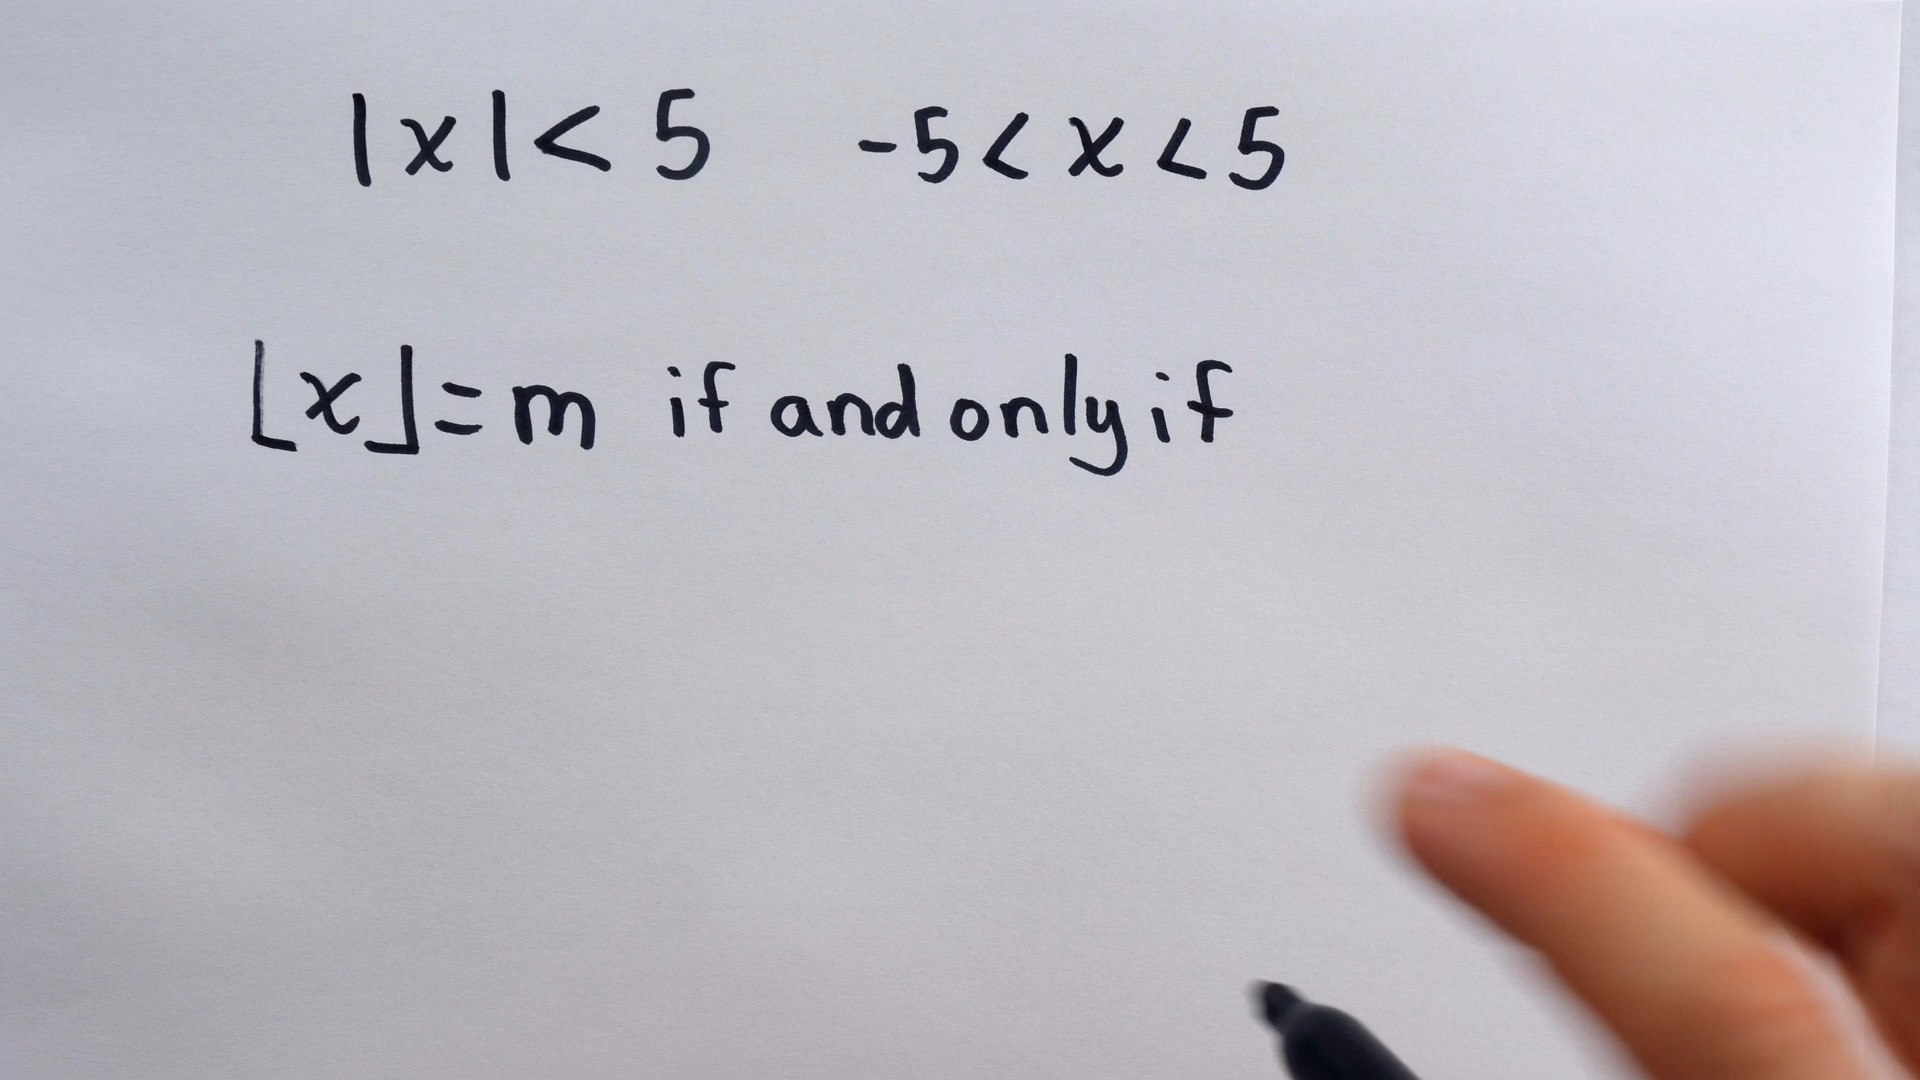 |x| < 5 -5 < x < 5
⌊x⌋ = m if and only if